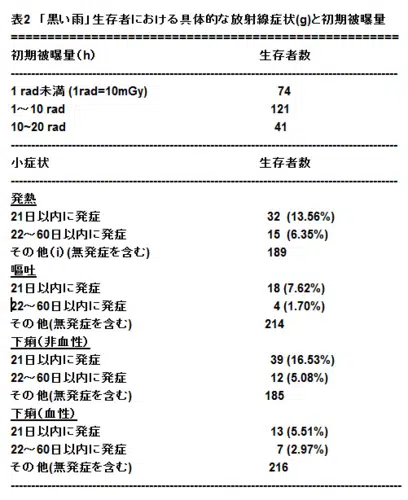 表2 「黒い雨」生存者における具体的な放射線症状(g)と初期被曝量
初期被曝量(h) 生存者数
1 rad未満 (1rad=10mGy) 74
1～10 rad 121
10~20 rad 41
小症状 生存者数
発熱
21日以内に発症 32 (13.56%)
22～60日以内に発症 15 (6.35%)
その他(i)(無発症を含む) 189
嘔吐
21日以内に発症 18 (7.62%)
22～60日以内に発症 4 (1.70%)
その他(無発症を含む) 214
下痢(非血性)
21日以内に発症 39 (16.53%)
22～60日以内に発症 12 (5.08%)
その他(無発症を含む) 185
下痢(血性)
21日以内に発症 13 (5.51%)
22～60日以内に発症 7 (2.97%)
その他(無発症を含む) 216